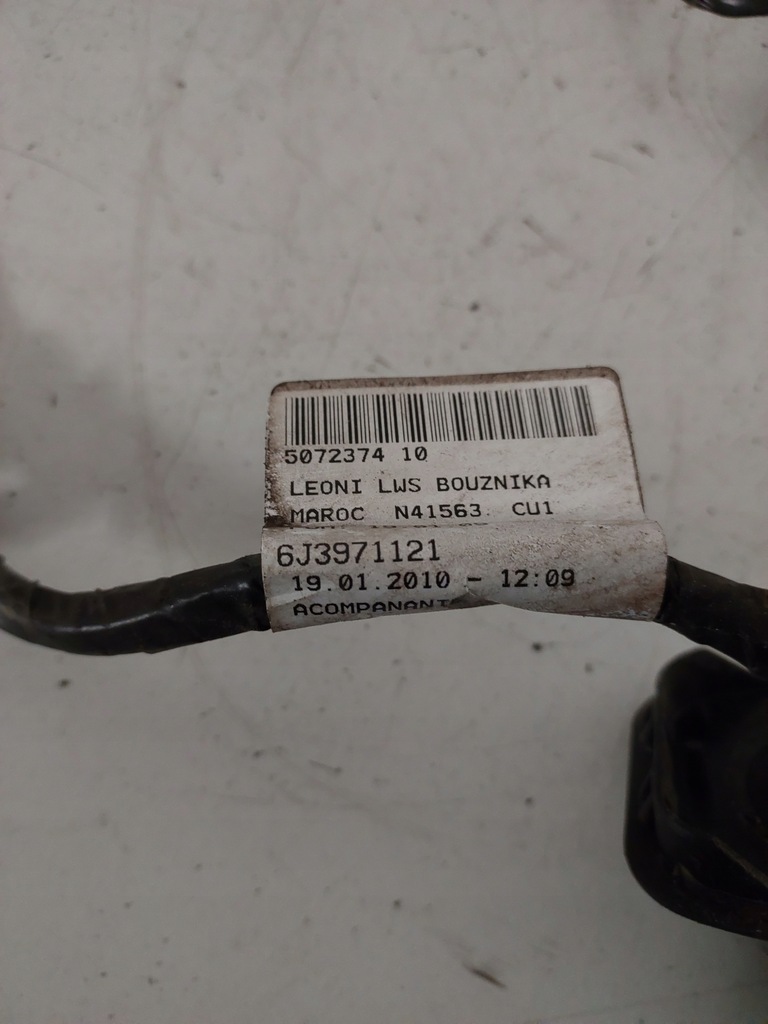 5072374 10
LEONI LWS BOUZNIKA
MAROC N41563 CU1
6J3971121
19.01.2010 - 12:09